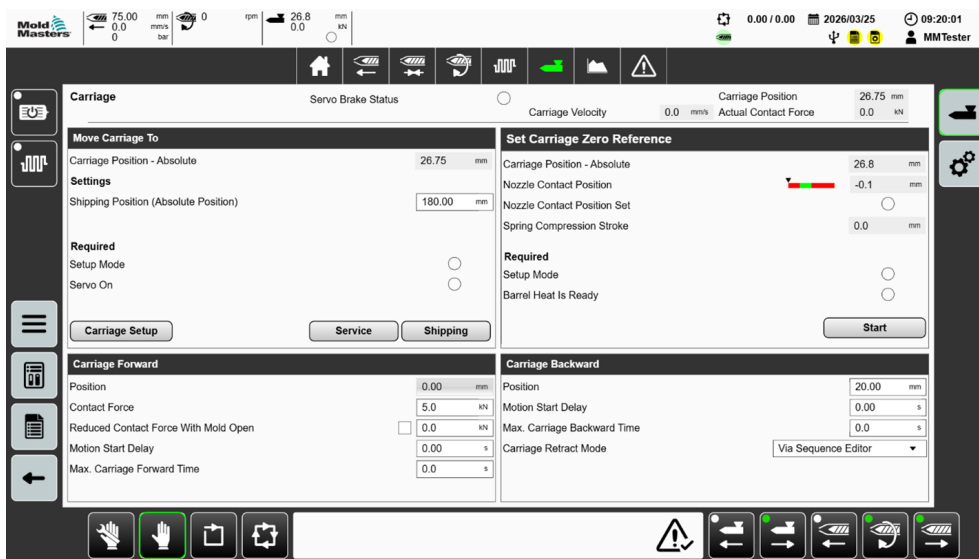 Mold Masters
75.00 mm
0.0 mm/s
0 bar
0 rpm
26.8 mm
0.0 kN
0.00 / 0.00
2026/03/25
09:20:01
MMTester
Carriage
Servo Brake Status
Carriage Position 26.75 mm
Carriage Velocity 0.0 mm/s
Actual Contact Force 0.0 kN
Move Carriage To
Carriage Position - Absolute 26.75 mm
Settings
Shipping Position (Absolute Position) 180.00 mm
Required
Setup Mode
Servo On
Carriage Setup
Service
Shipping
Set Carriage Zero Reference
Carriage Position - Absolute 26.8 mm
Nozzle Contact Position -0.1 mm
Nozzle Contact Position Set
Spring Compression Stroke 0.0 mm
Required
Setup Mode
Barrel Heat Is Ready
Start
Carriage Forward
Position 0.00 mm
Contact Force 5.0 kN
Reduced Contact Force With Mold Open 0.0 kN
Motion Start Delay 0.00 s
Max. Carriage Forward Time 0.0 s
Carriage Backward
Position 20.00 mm
Motion Start Delay 0.00 s
Max. Carriage Backward Time 0.0 s
Carriage Retract Mode Via Sequence Editor